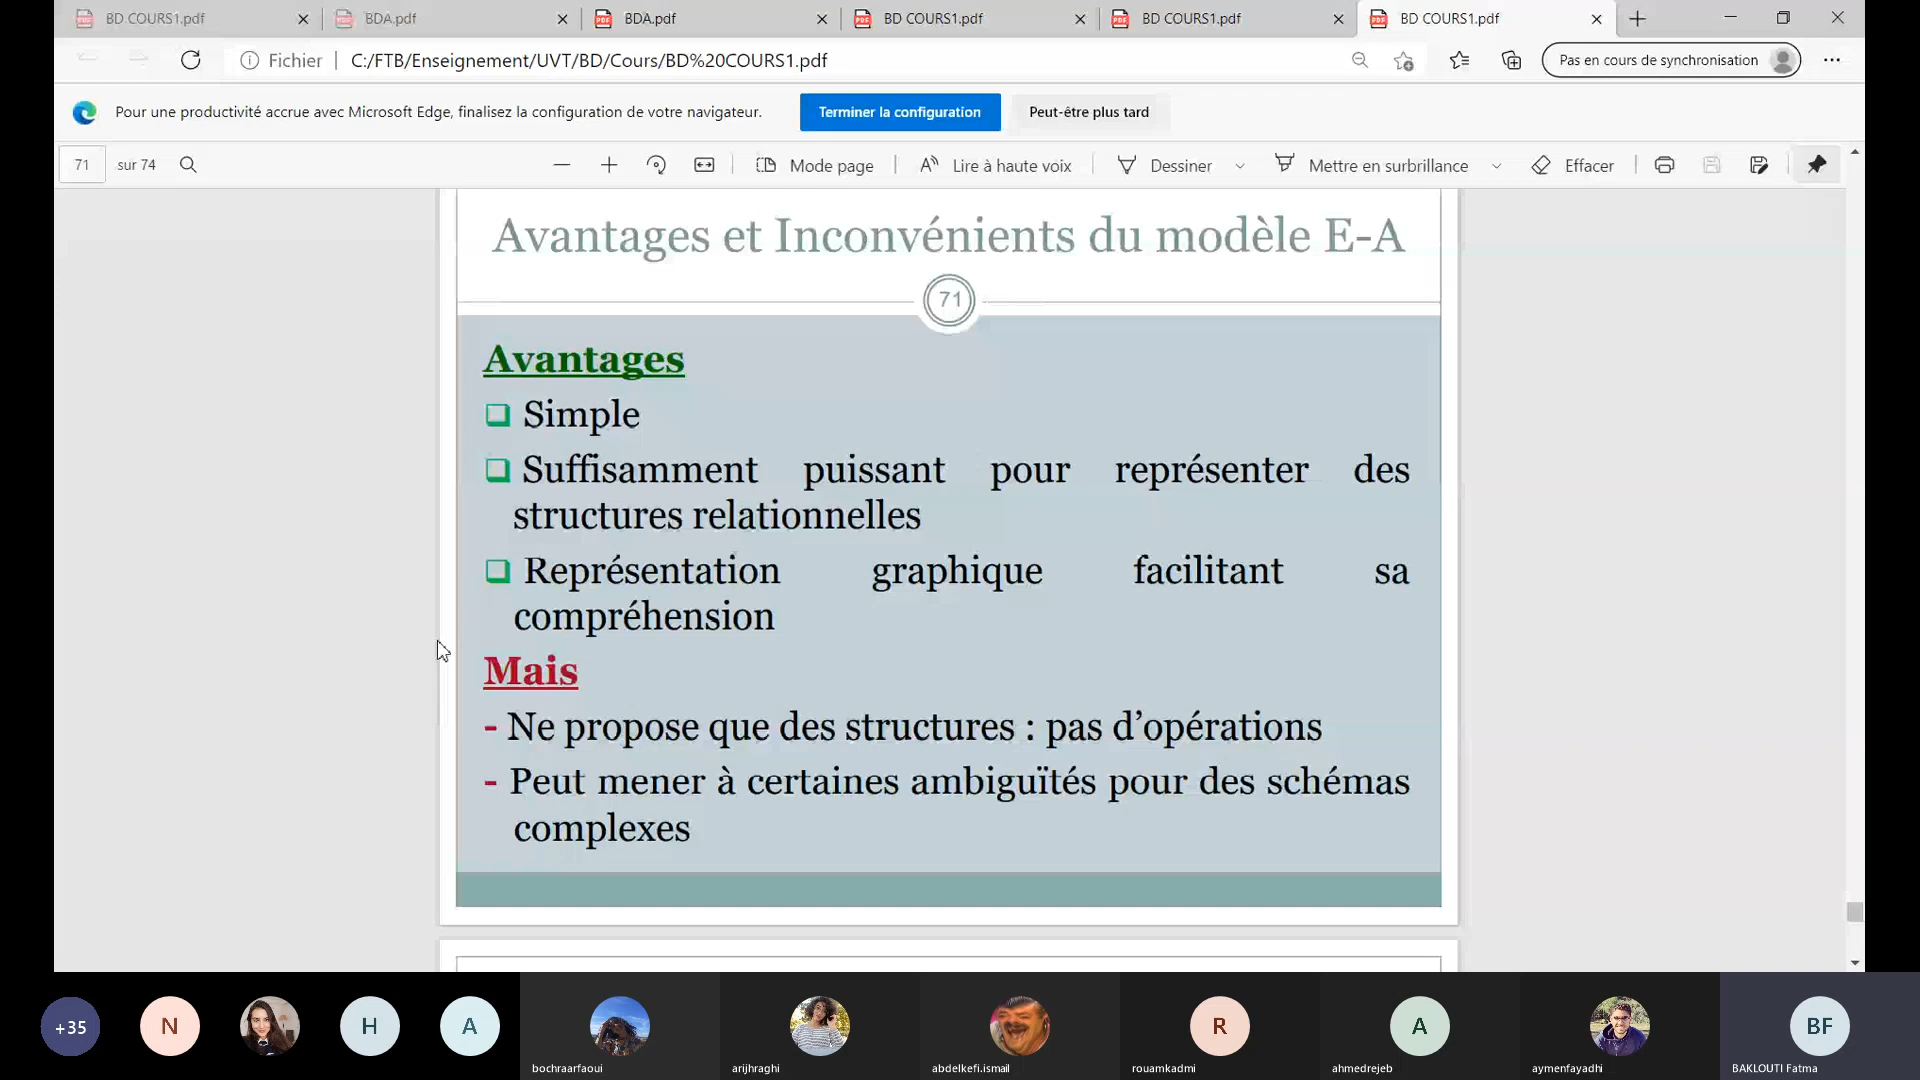 BD COURS1.pdf
BDA.pdf
BDA.pdf
BD COURS1.pdf
BD COURS1.pdf
BD COURS1.pdf
Fichier
C:/FTB/Enseignement/UVT/BD/Cours/BD%20COURS1.pdf
Pas en cours de synchronisation
Pour une productivité accrue avec Microsoft Edge, finalisez la configuration de votre navigateur.
Terminer la configuration
Peut-être plus tard
71 sur 74
Mode page
Lire à haute voix
Dessiner
Mettre en surbrillance
Effacer
Avantages et Inconvénients du modèle E-A
71
Avantages
Simple
Suffisamment puissant pour représenter des
structures relationnelles
Représentation graphique facilitant sa
compréhension
Mais
- Ne propose que des structures : pas d’opérations
- Peut mener à certaines ambiguïtés pour des schémas
complexes
+35
N
H
A
R
A
BF
bochraarfaoui
arijhraghi
abdelkefi.ismail
rouamkadmi
ahmedrejeb
aymenfayadhi
BAKLOUTI Fatma